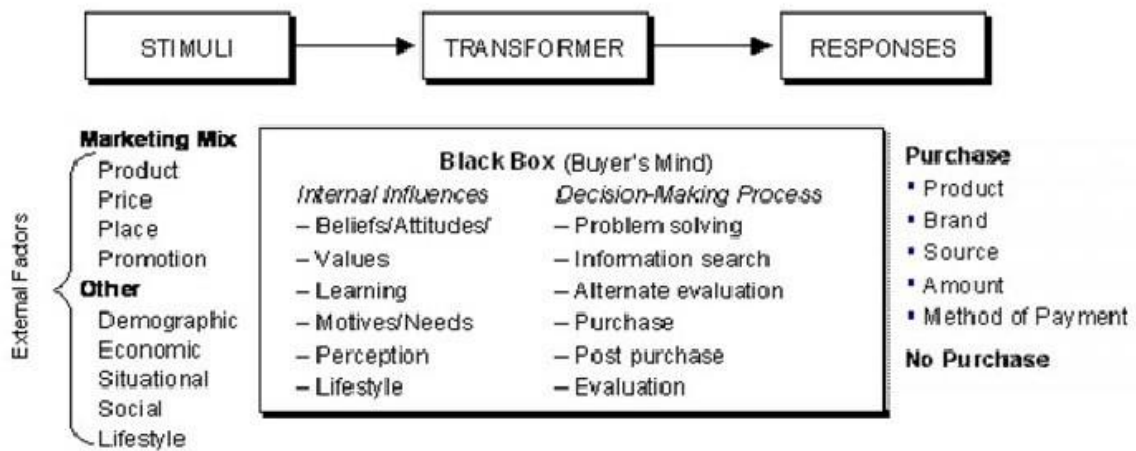 STIMULI
TRANSFORMER
RESPONSES
External Factors
Marketing Mix
Product
Price
Place
Promotion
Other
Demographic
Economic
Situational
Social
Lifestyle
Black Box (Buyer's Mind)
Internal Influences
– Beliefs/Attitudes/
– Values
– Learning
– Motives/Needs
– Perception
– Lifestyle
Decision-Making Process
– Problem solving
– Information search
– Alternate evaluation
– Purchase
– Post purchase
– Evaluation
Purchase
▪ Product
▪ Brand
▪ Source
▪ Amount
▪ Method of Payment
No Purchase